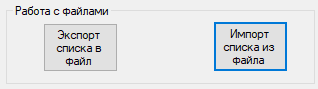 Работа с файлами
Экспорт
списка в
файл
Импорт
списка из
файла